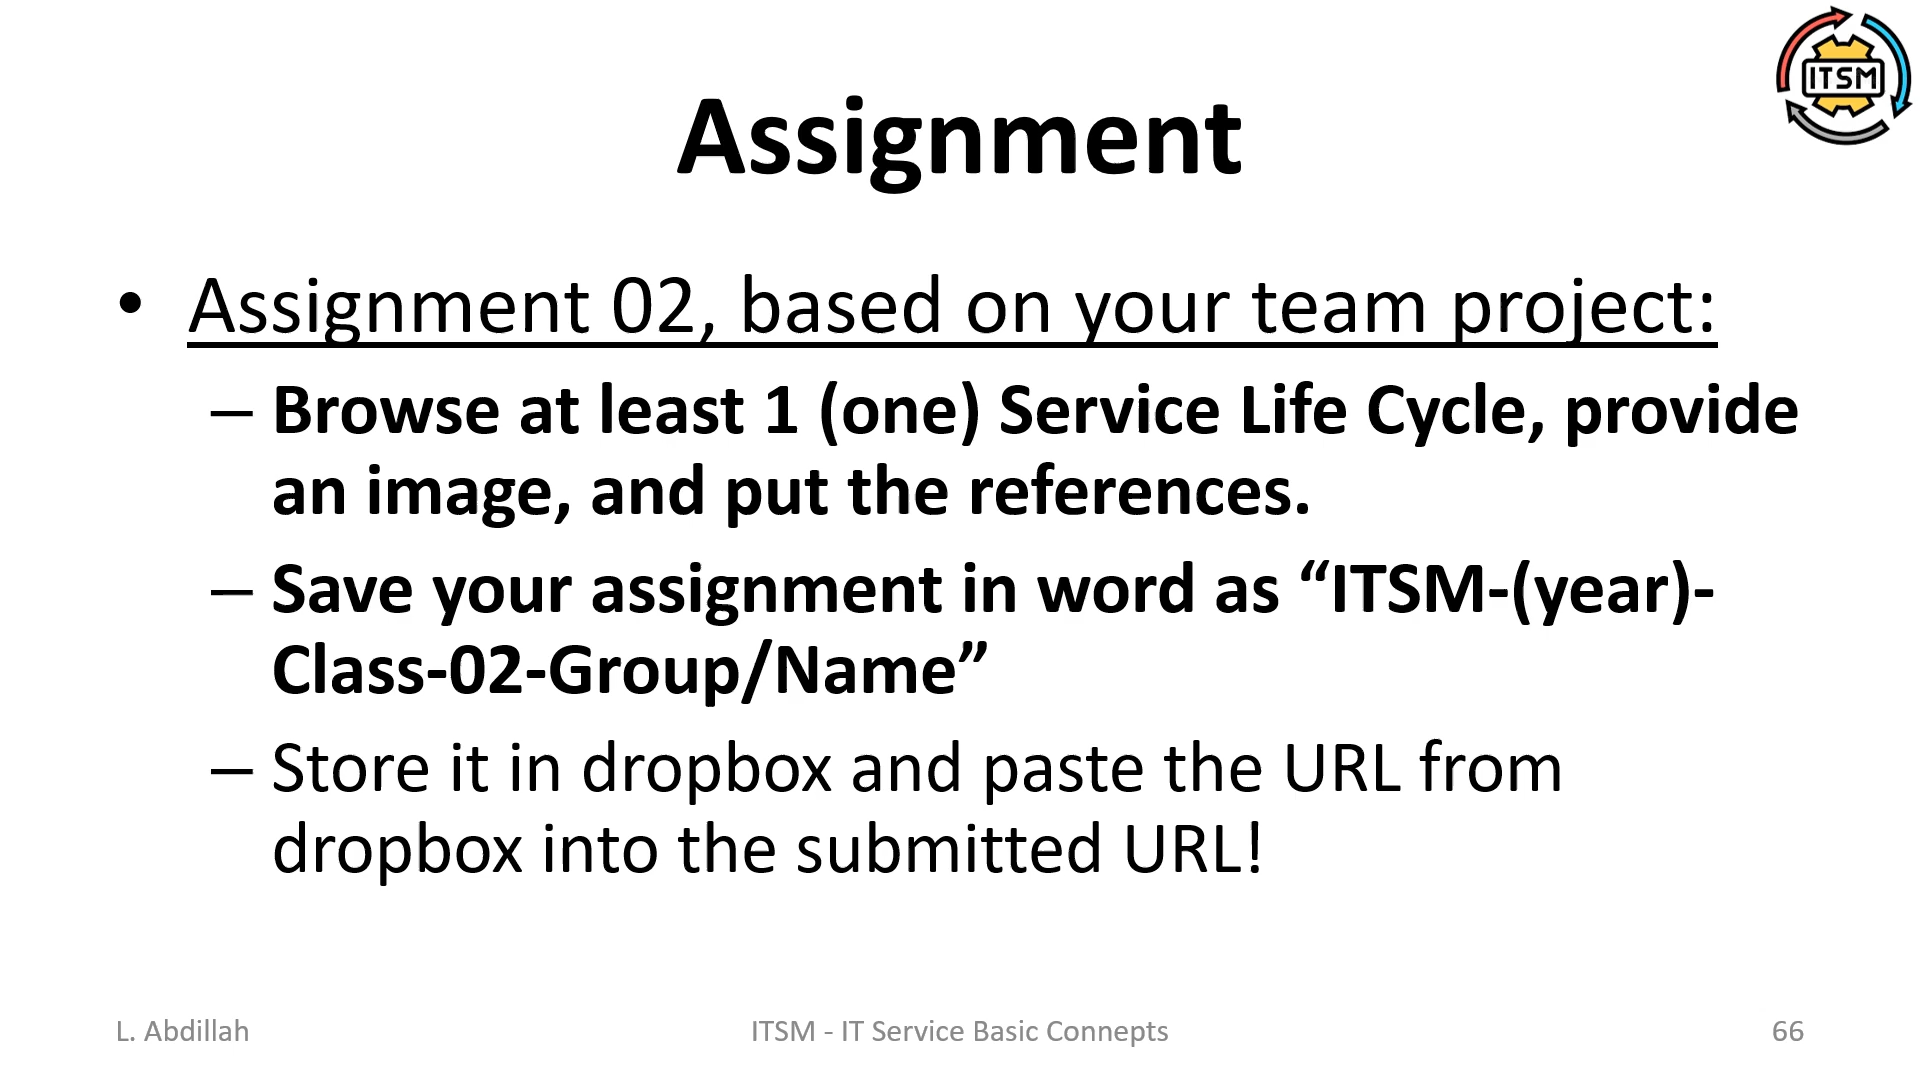 ITSM
Assignment
• Assignment 02, based on your team project:
– Browse at least 1 (one) Service Life Cycle, provide
an image, and put the references.
– Save your assignment in word as “ITSM-(year)-
Class-02-Group/Name”
– Store it in dropbox and paste the URL from
dropbox into the submitted URL!
L. Abdillah
ITSM - IT Service Basic Connepts
66